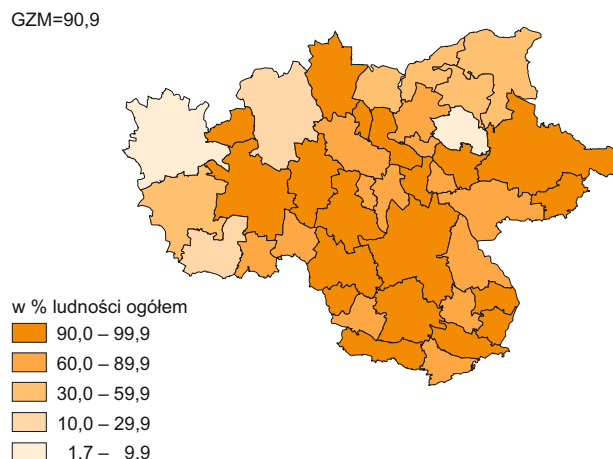 GZM=90,9
w % ludności ogółem
90,0 – 99,9
60,0 – 89,9
30,0 – 59,9
10,0 – 29,9
1,7 – 9,9